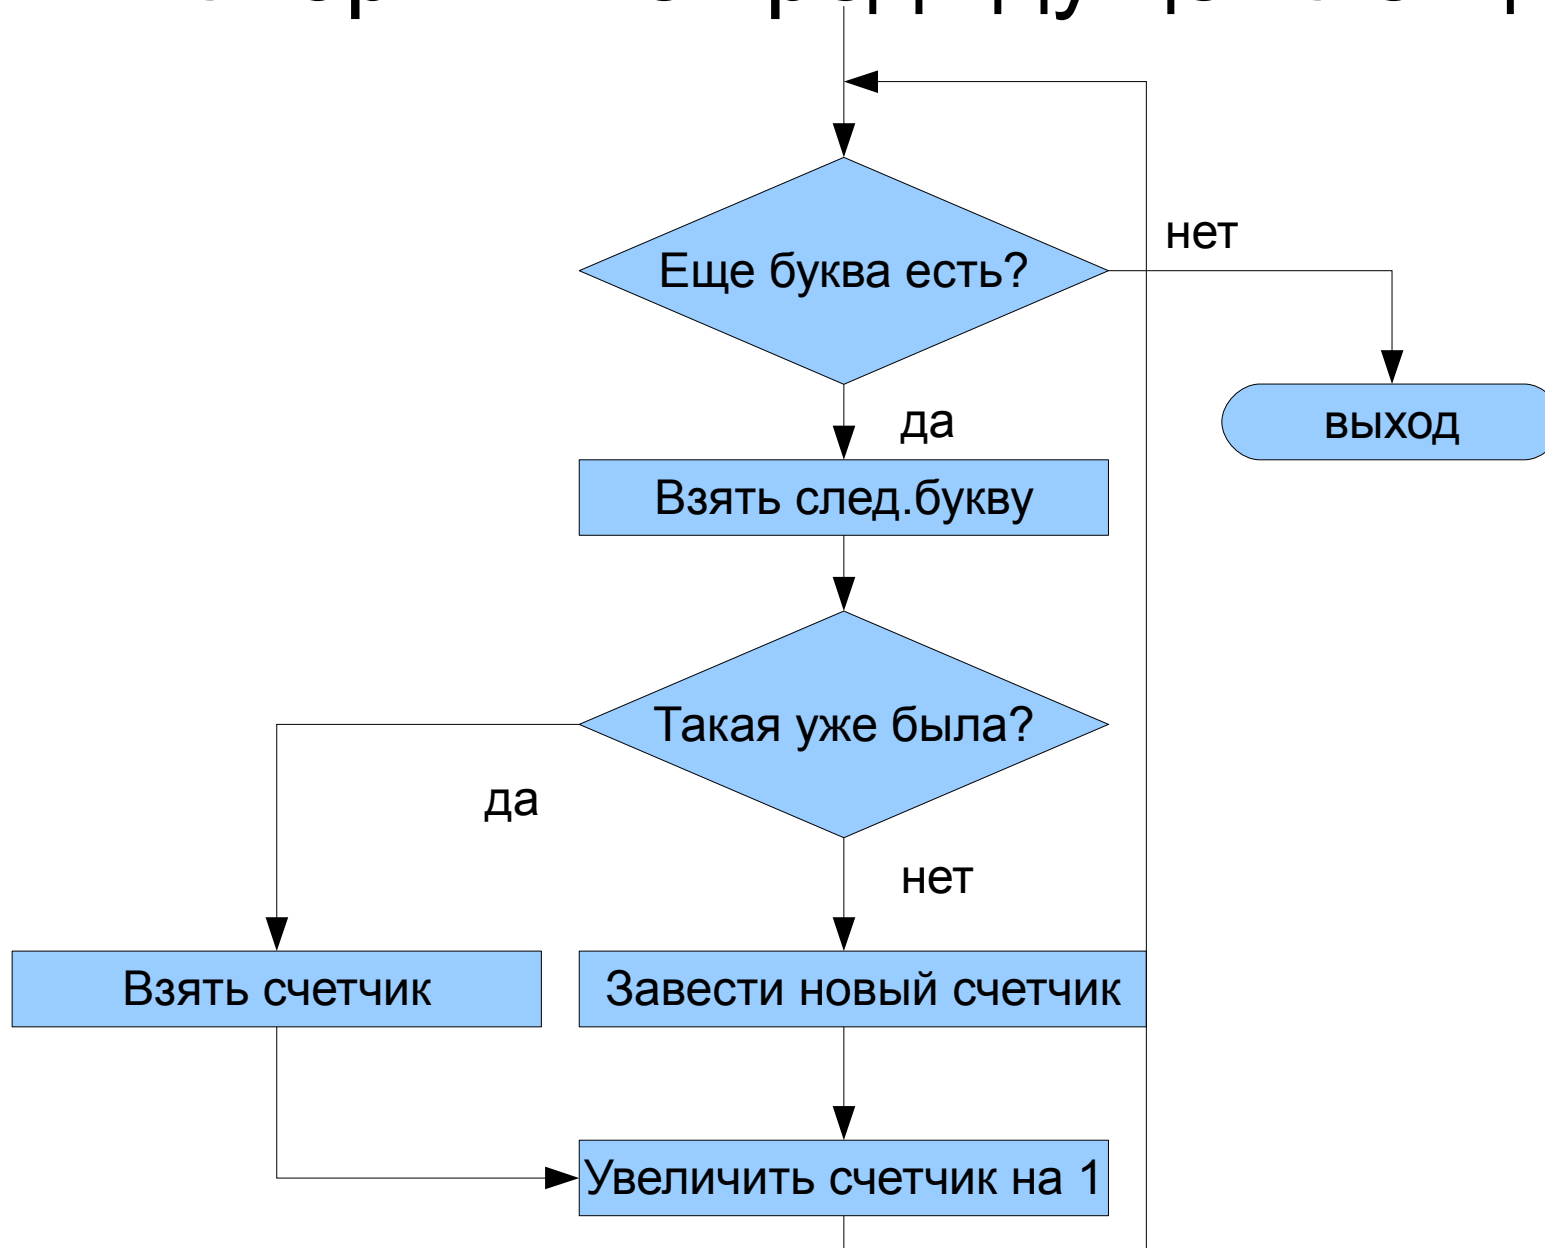 Еще буква есть?
нет
да
выход
Взять след.букву
Такая уже была?
да
нет
Взять счетчик
Завести новый счетчик
Увеличить счетчик на 1